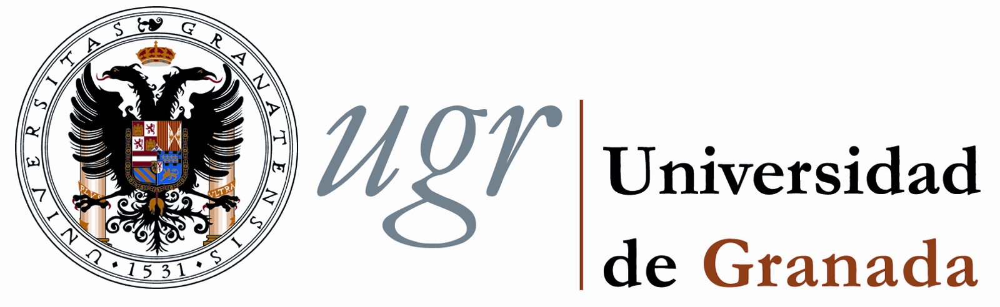 UNIVERSITAS GRANATENSIS
1531
PLVS
VLTRA
ugr
Universidad
de Granada